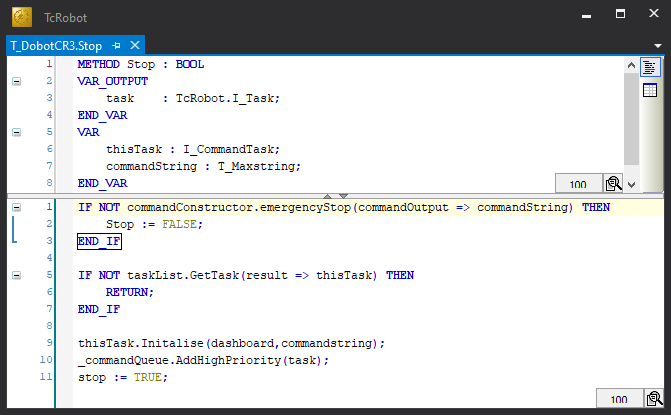 TcRobot
T_DobotCR3.Stop
1 METHOD Stop : BOOL
2 VAR_OUTPUT
3 task : TcRobot.I_Task;
4 END_VAR
5 VAR
6 thisTask : I_CommandTask;
7 commandString : T_Maxstring;
8 END_VAR
100
1 IF NOT commandConstructor.emergencyStop(commandOutput => commandString) THEN
2 Stop := FALSE;
3 END_IF
4
5 IF NOT taskList.GetTask(result => thisTask) THEN
6 RETURN;
7 END_IF
8
9 thisTask.Initalise(dashboard,commandstring);
10 _commandQueue.AddHighPriority(task);
11 stop := TRUE;
100